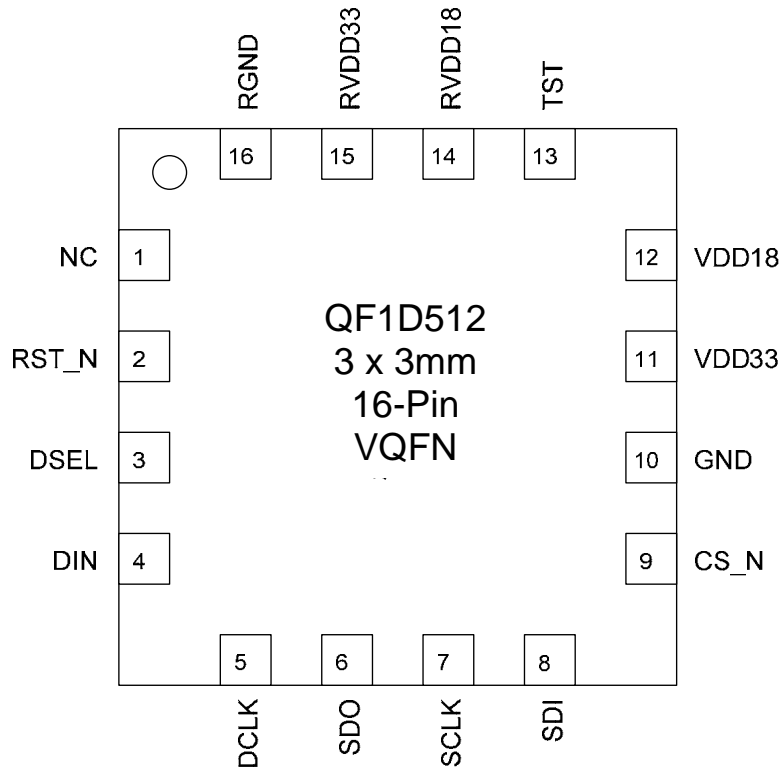 RGND
RVDD33
RVDD18
TST
16
15
14
13
NC
1
12
VDD18
RST_N
2
11
VDD33
DSEL
3
10
GND
DIN
4
9
CS_N
QF1D512
3 x 3mm
16-Pin
VQFN
5
6
7
8
DCLK
SDO
SCLK
SDI